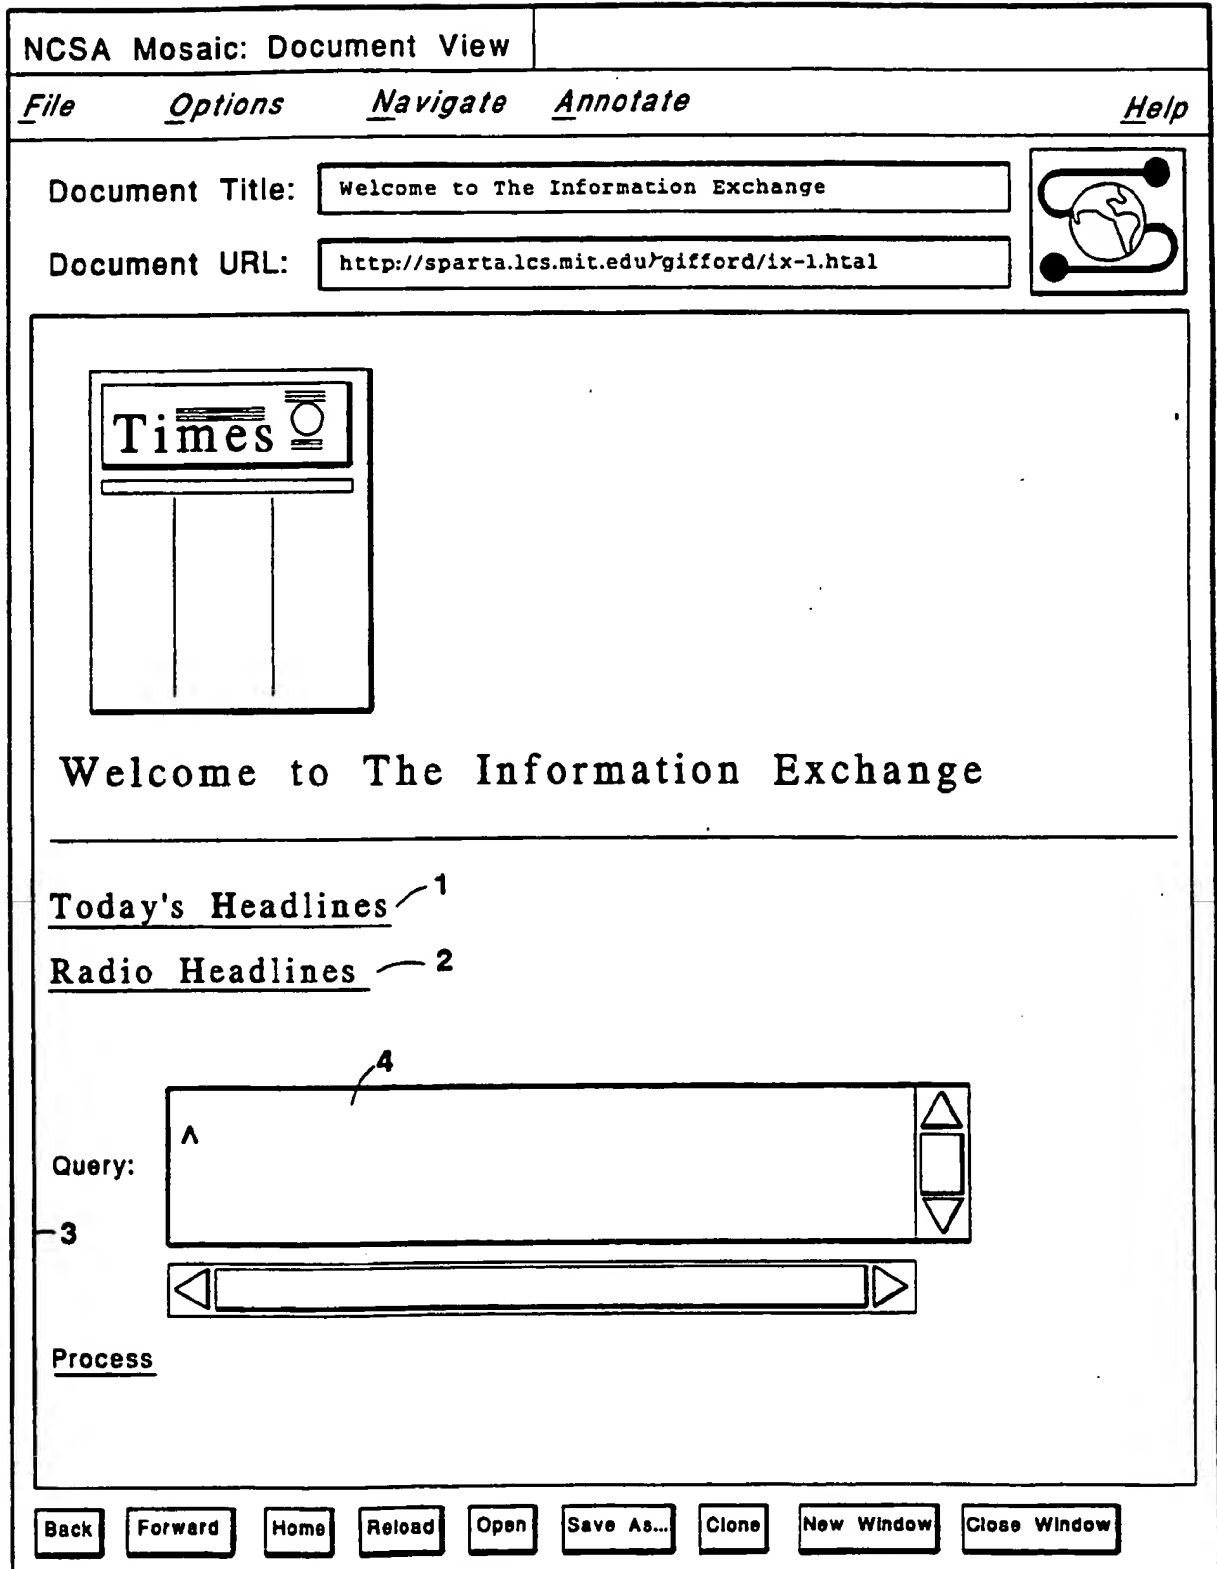 NCSA Mosaic: Document View
File Options Navigate Annotate Help
Document Title: Welcome to The Information Exchange
Document URL: http://sparta.lcs.mit.edu/~gifford/ix-1.htal
Times
Welcome to The Information Exchange
Today's Headlines 1
Radio Headlines 2
4
^
Query:
3
Process
Back Forward Home Reload Open Save As... Clone New Window Close Window